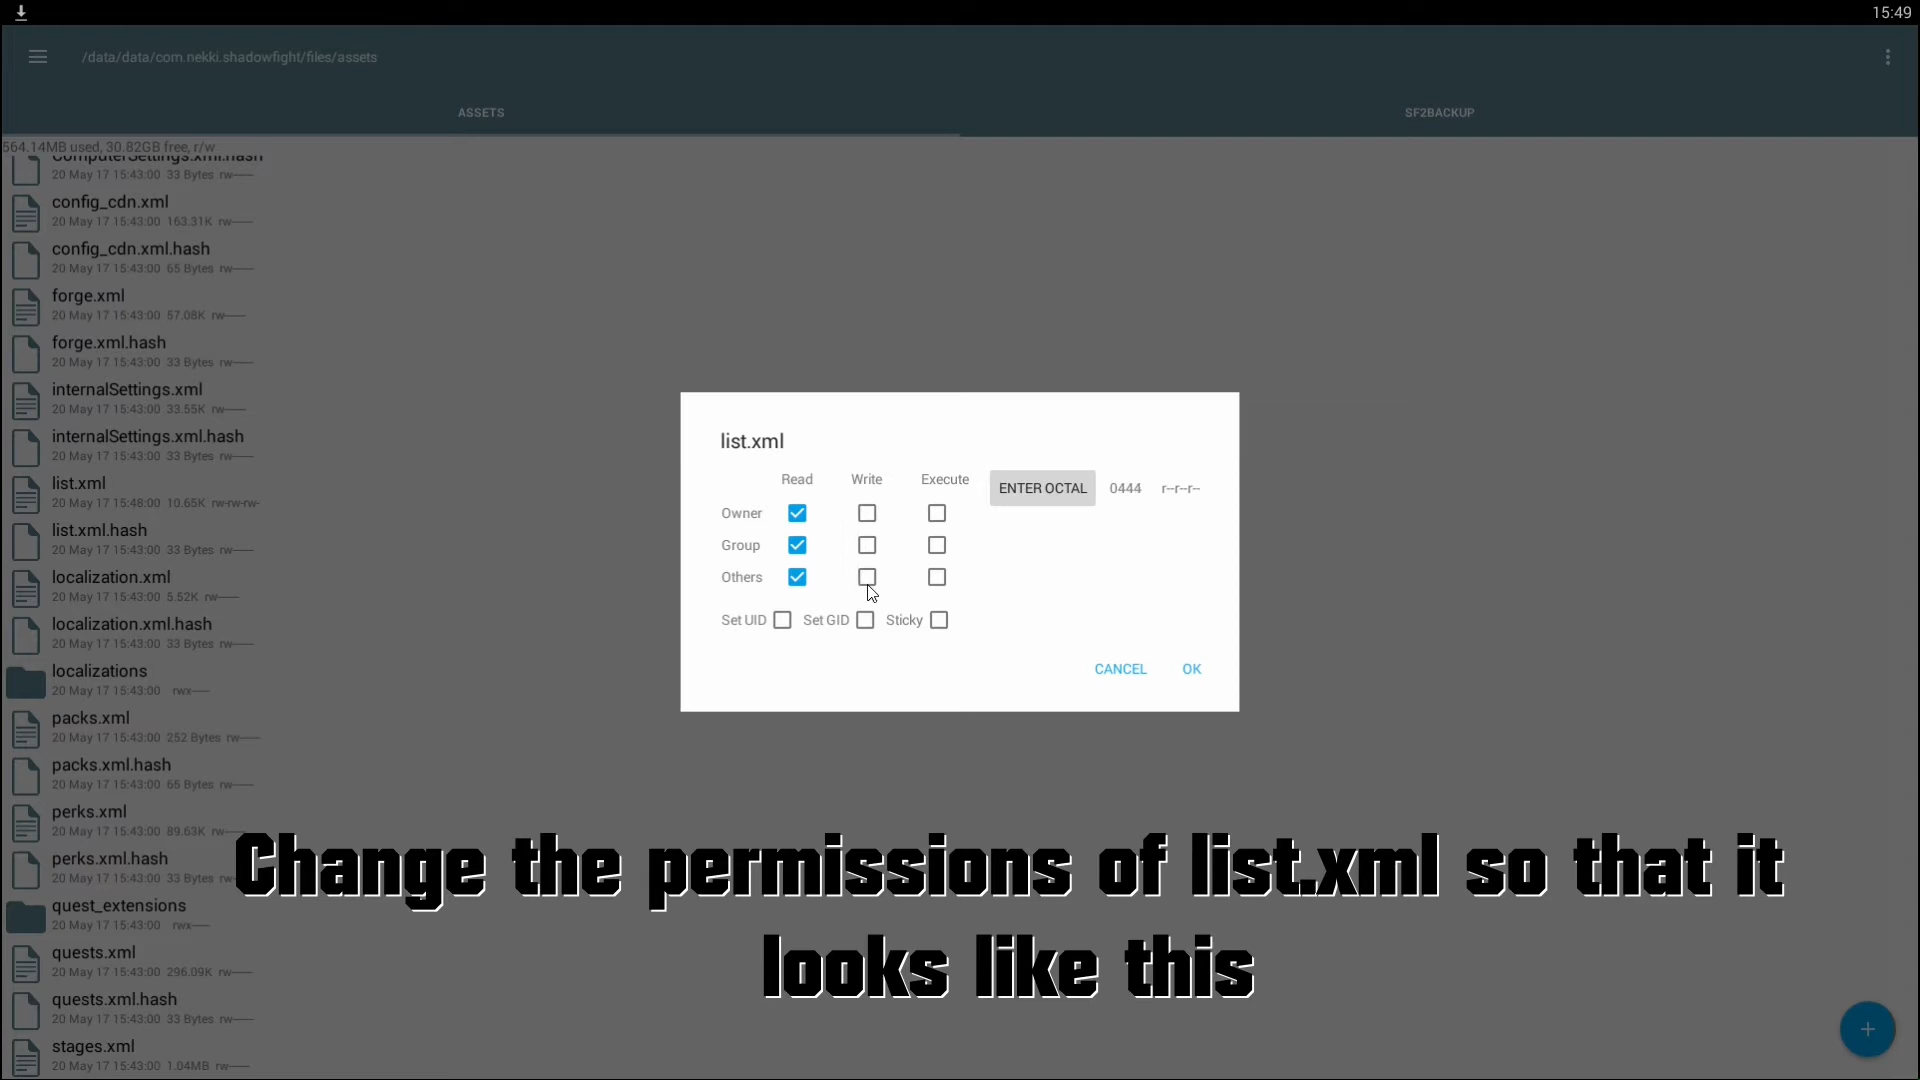 15:49
/data/data/com.nekki.shadowfight/files/assets
ASSETS
SF2BACKUP
564.14MB used, 30.82GB free, r/w
ComputerSettings.xml.hash
20 May 17 15:43:00 33 Bytes rw-------
config_cdn.xml
20 May 17 15:43:00 163.31K rw-------
config_cdn.xml.hash
20 May 17 15:43:00 65 Bytes rw-------
forge.xml
20 May 17 15:43:00 57.08K rw-------
forge.xml.hash
20 May 17 15:43:00 33 Bytes rw-------
internalSettings.xml
20 May 17 15:43:00 33.55K rw-------
internalSettings.xml.hash
20 May 17 15:43:00 33 Bytes rw-------
list.xml
20 May 17 15:48:00 10.65K rw-rw-rw-
list.xml.hash
20 May 17 15:43:00 33 Bytes rw-------
localization.xml
20 May 17 15:43:00 5.52K rw-------
localization.xml.hash
20 May 17 15:43:00 33 Bytes rw-------
localizations
20 May 17 15:43:00 rwx------
packs.xml
20 May 17 15:43:00 252 Bytes rw-------
packs.xml.hash
20 May 17 15:43:00 65 Bytes rw-------
perks.xml
20 May 17 15:43:00 89.63K rw-------
perks.xml.hash
20 May 17 15:43:00 33 Bytes rw-------
quest_extensions
20 May 17 15:43:00 rwx------
quests.xml
20 May 17 15:43:00 296.09K rw-------
quests.xml.hash
20 May 17 15:43:00 33 Bytes rw-------
stages.xml
20 May 17 15:43:00 1.04MB rw-------
list.xml
Read Write Execute
ENTER OCTAL 0444 r--r--r--
Owner
Group
Others
Set UID Set GID Sticky
CANCEL OK
Change the permissions of list.xml so that it
looks like this